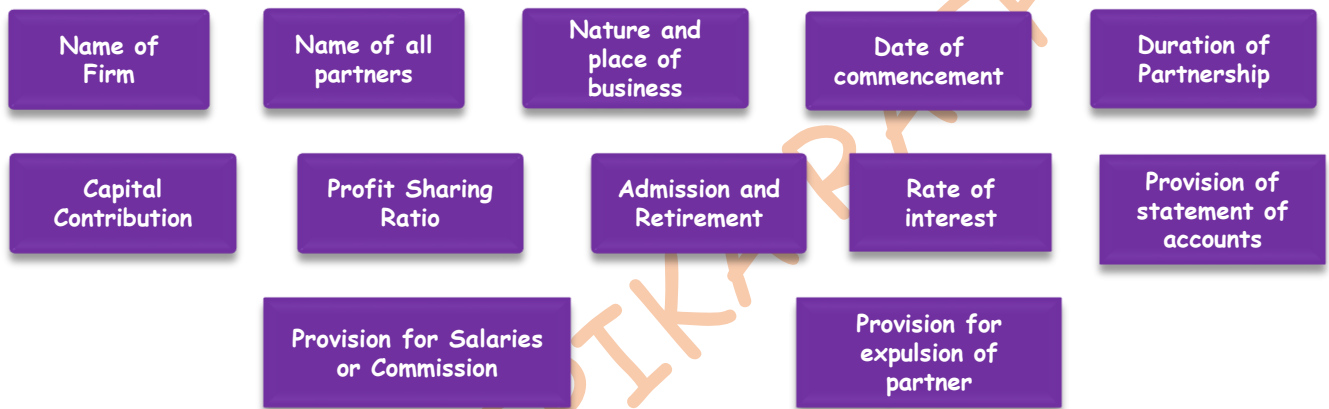 Name of
Firm
Name of all
partners
Nature and
place of
business
Date of
commencement
Duration of
Partnership
Capital
Contribution
Profit Sharing
Ratio
Admission and
Retirement
Rate of
interest
Provision of
statement of
accounts
Provision for Salaries
or Commission
Provision for
expulsion of
partner